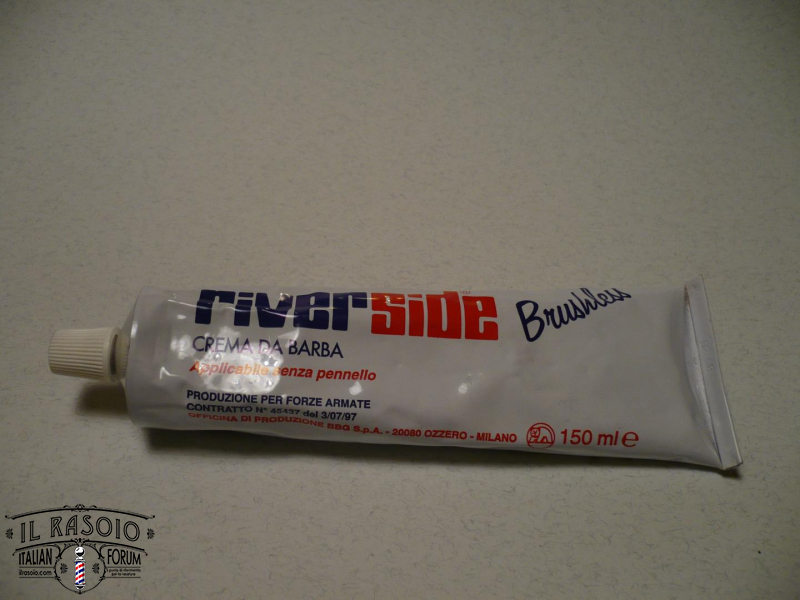 riverside Brushless
CREMA DA BARBA
Applicabile senza pennello
PRODUZIONE PER FORZE ARMATE
CONTRATTO N° 45437 del 3/07/97
OFFICINA DI PRODUZIONE BBG S.p.A. - 20080 OZZERO - MILANO 150 ml e
IL RASOIO
ITALIAN FORUM
ilrasoio.com